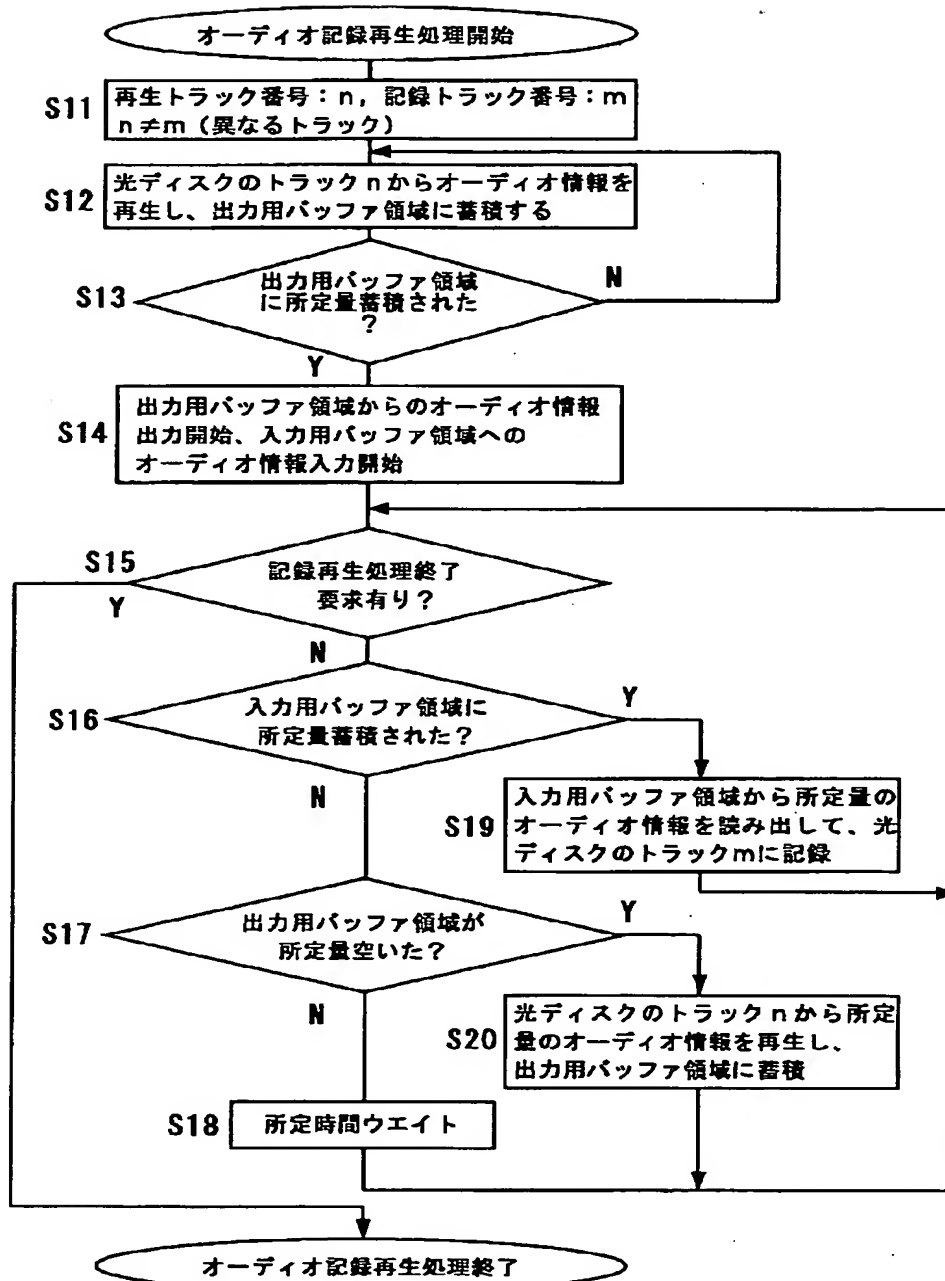 オーディオ記録再生処理開始
S11
再生トラック番号：n，記録トラック番号：m
n≠m（異なるトラック）
S12
光ディスクのトラックnからオーディオ情報を
再生し、出力用バッファ領域に蓄積する
S13
出力用バッファ領域
に所定量蓄積された
？
N
Y
S14
出力用バッファ領域からのオーディオ情報
出力開始、入力用バッファ領域への
オーディオ情報入力開始
S15
記録再生処理終了
要求有り？
Y
N
S16
入力用バッファ領域に
所定量蓄積された？
Y
N
S19
入力用バッファ領域から所定量の
オーディオ情報を読み出して、光
ディスクのトラックmに記録
S17
出力用バッファ領域が
所定量空いた？
Y
N
S20
光ディスクのトラックnから所定
量のオーディオ情報を再生し、
出力用バッファ領域に蓄積
S18
所定時間ウエイト
オーディオ記録再生処理終了